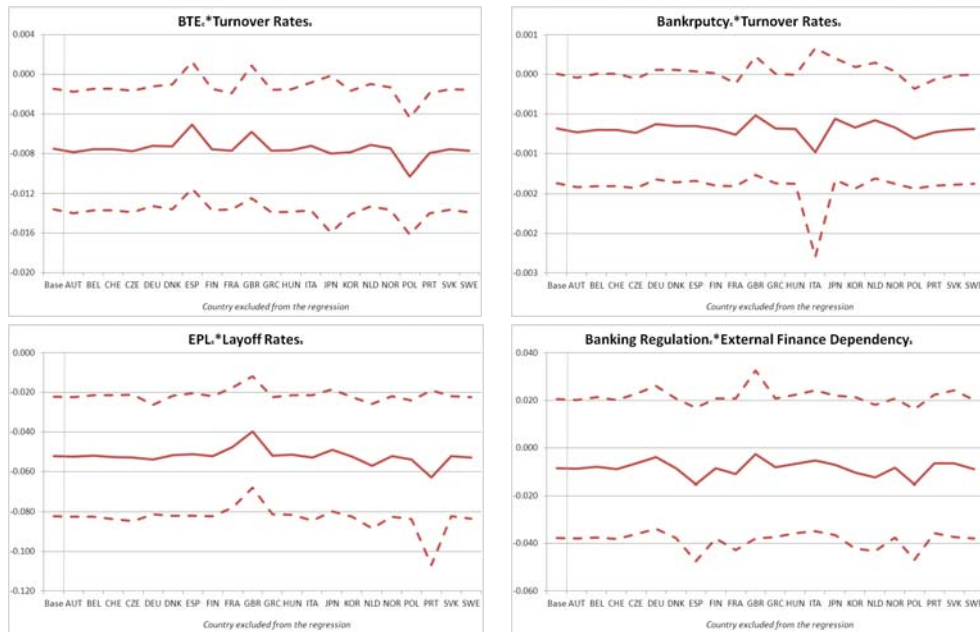 BTEc*Turnover Ratess
0.004
0.000
-0.004
-0.008
-0.012
-0.016
-0.020
Base AUT BEL CHE CZE DEU DNK ESP FIN FRA GBR GRC HUN ITA JPN KOR NLD NOR POL PRT SVK SWE
Country excluded from the regression
Bankrputcyc*Turnover Ratess
0.001
0.000
-0.001
-0.001
-0.002
-0.002
-0.003
Base AUT BEL CHE CZE DEU DNK ESP FIN FRA GBR GRC HUN ITA JPN KOR NLD NOR POL PRT SVK SWE
Country excluded from the regression
EPLc*Layoff Ratess
0.000
-0.020
-0.040
-0.060
-0.080
-0.100
-0.120
Base AUT BEL CHE CZE DEU DNK ESP FIN FRA GBR GRC HUN ITA JPN KOR NLD NOR POL PRT SVK SWE
Country excluded from the regression
Banking Regulationc*External Finance Dependencys
0.040
0.020
0.000
-0.020
-0.040
-0.060
Base AUT BEL CHE CZE DEU DNK ESP FIN FRA GBR GRC HUN ITA JPN KOR NLD NOR POL PRT SVK SWE
Country excluded from the regression